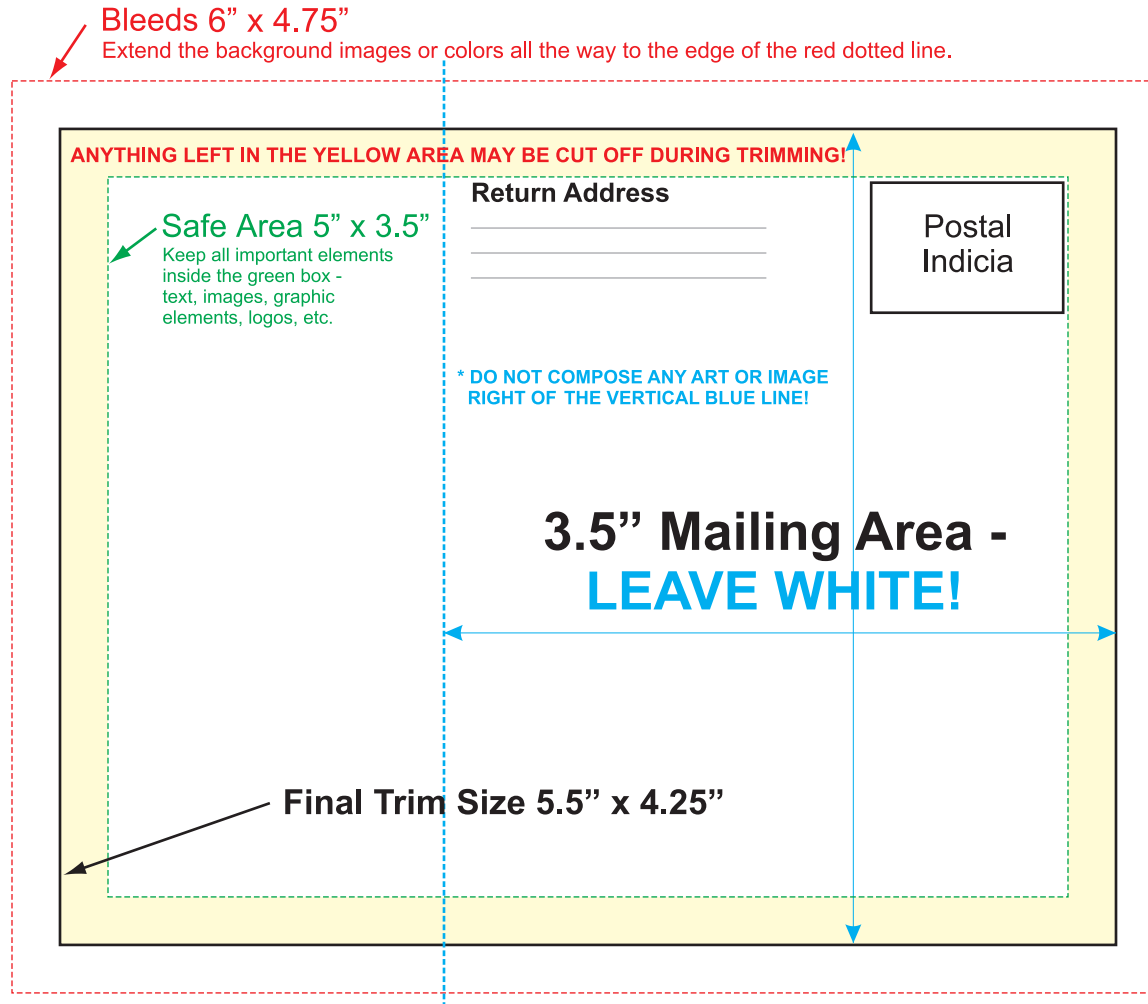 Bleeds 6” x 4.75”
Extend the background images or colors all the way to the edge of the red dotted line.
ANYTHING LEFT IN THE YELLOW AREA MAY BE CUT OFF DURING TRIMMING!
Return Address
Safe Area 5” x 3.5”
Keep all important elements
inside the green box -
text, images, graphic
elements, logos, etc.
Postal
Indicia
* DO NOT COMPOSE ANY ART OR IMAGE
RIGHT OF THE VERTICAL BLUE LINE!
3.5” Mailing Area -
LEAVE WHITE!
Final Trim Size 5.5” x 4.25”